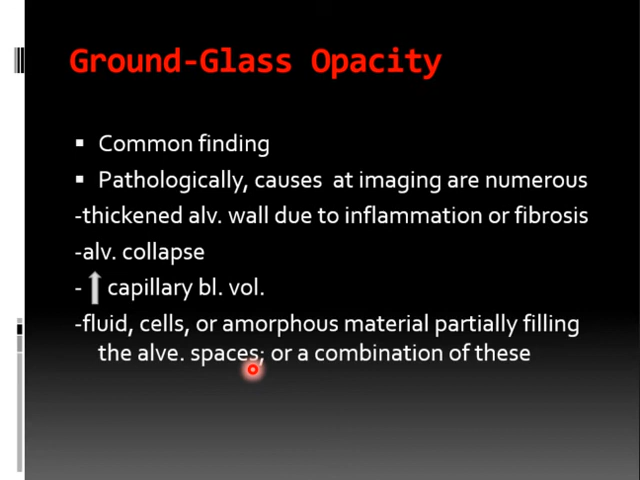 Ground-Glass Opacity
▪ Common finding
▪ Pathologically, causes at imaging are numerous
-thickened alv. wall due to inflammation or fibrosis
-alv. collapse
- ↑ capillary bl. vol.
-fluid, cells, or amorphous material partially filling
the alve. spaces; or a combination of these